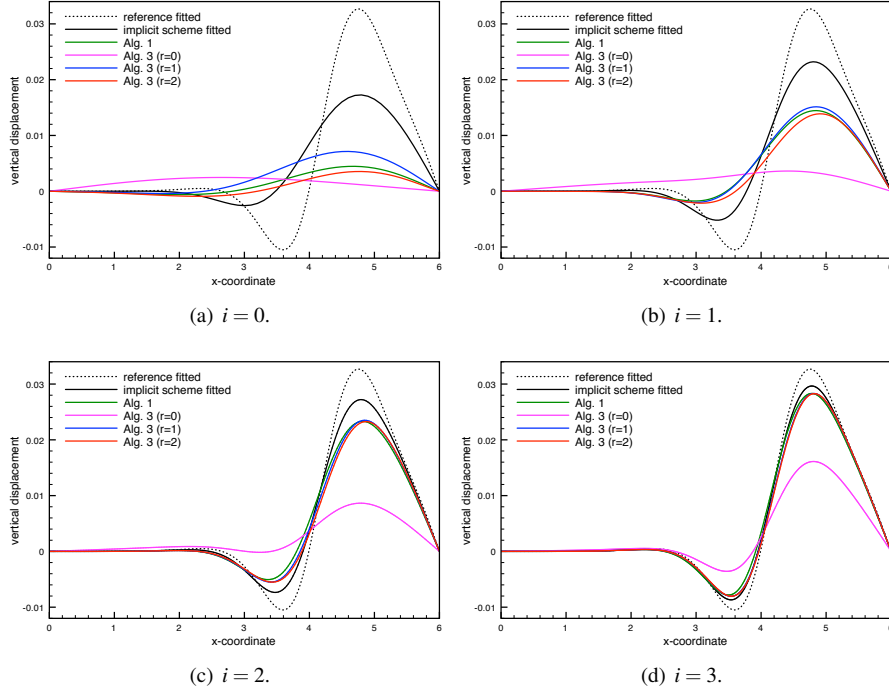 reference fitted
implicit scheme fitted
Alg. 1
Alg. 3 (r=0)
Alg. 3 (r=1)
Alg. 3 (r=2)
vertical displacement
0.03
0.02
0.01
0
-0.01
0 1 2 3 4 5 6
x-coordinate
(a) i = 0.
reference fitted
implicit scheme fitted
Alg. 1
Alg. 3 (r=0)
Alg. 3 (r=1)
Alg. 3 (r=2)
vertical displacement
0.03
0.02
0.01
0
-0.01
0 1 2 3 4 5 6
x-coordinate
(b) i = 1.
reference fitted
implicit scheme fitted
Alg. 1
Alg. 3 (r=0)
Alg. 3 (r=1)
Alg. 3 (r=2)
vertical displacement
0.03
0.02
0.01
0
-0.01
0 1 2 3 4 5 6
x-coordinate
(c) i = 2.
reference fitted
implicit scheme fitted
Alg. 1
Alg. 3 (r=0)
Alg. 3 (r=1)
Alg. 3 (r=2)
vertical displacement
0.03
0.02
0.01
0
-0.01
0 1 2 3 4 5 6
x-coordinate
(d) i = 3.